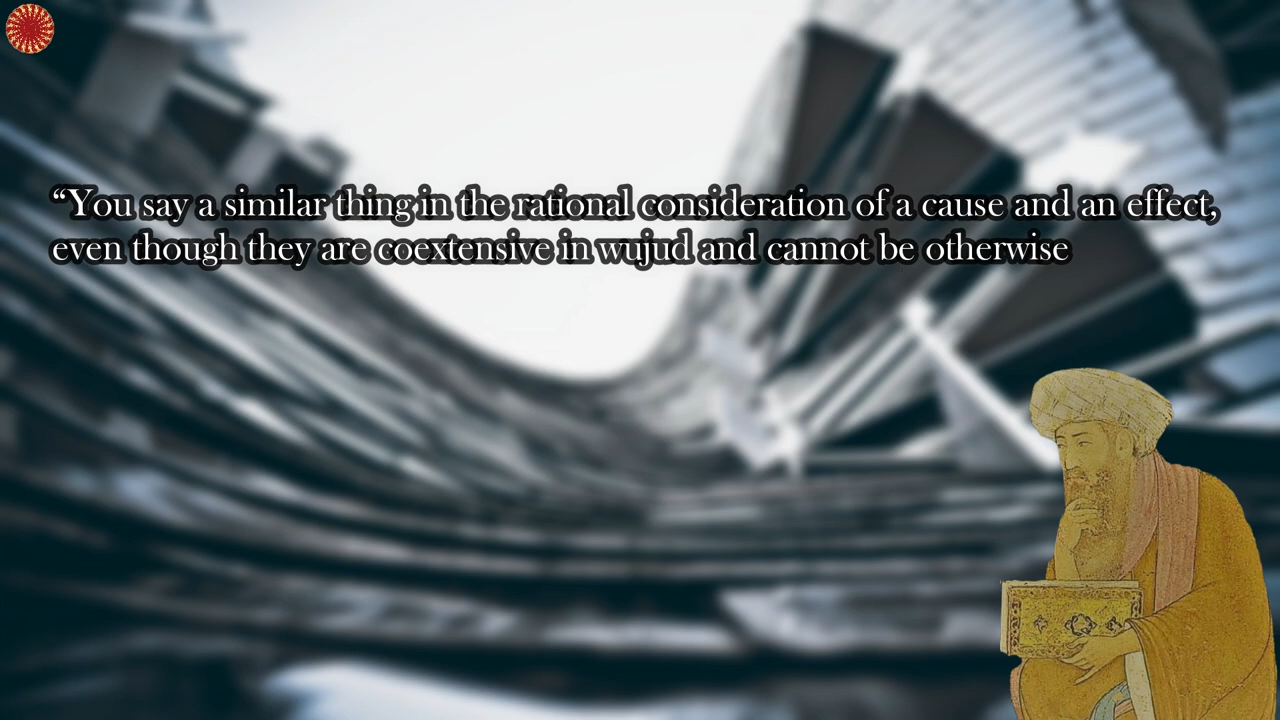 “You say a similar thing in the rational consideration of a cause and an effect,
even though they are coextensive in wujud and cannot be otherwise